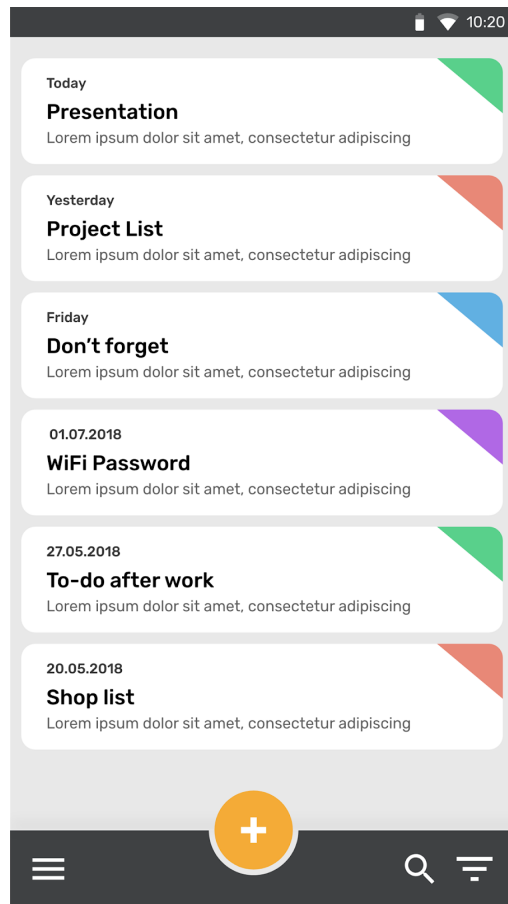 10:20
Today
Presentation
Lorem ipsum dolor sit amet, consectetur adipiscing
Yesterday
Project List
Lorem ipsum dolor sit amet, consectetur adipiscing
Friday
Don’t forget
Lorem ipsum dolor sit amet, consectetur adipiscing
01.07.2018
WiFi Password
Lorem ipsum dolor sit amet, consectetur adipiscing
27.05.2018
To-do after work
Lorem ipsum dolor sit amet, consectetur adipiscing
20.05.2018
Shop list
Lorem ipsum dolor sit amet, consectetur adipiscing